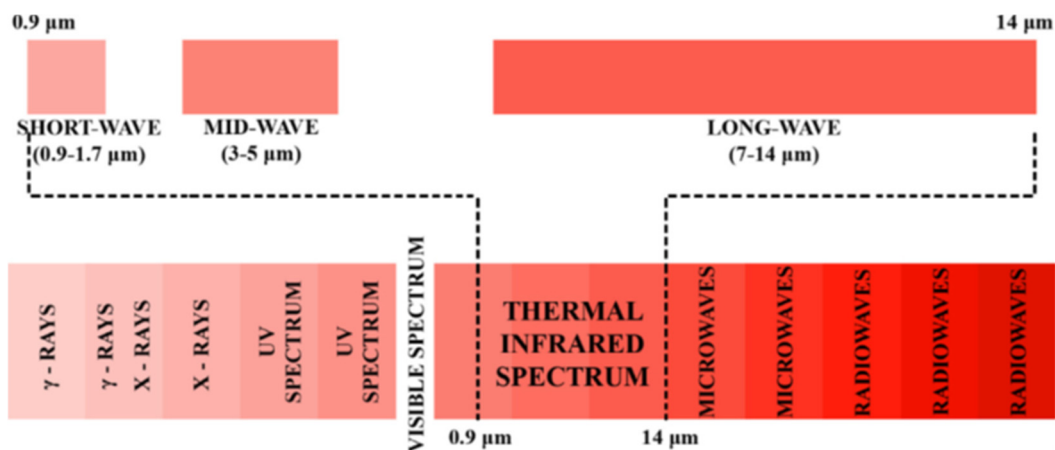 0.9 μm
14 μm
SHORT-WAVE
(0.9-1.7 μm)
MID-WAVE
(3-5 μm)
LONG-WAVE
(7-14 μm)
γ - RAYS
γ - RAYS
X - RAYS
X - RAYS
UV
SPECTRUM
UV
SPECTRUM
VISIBLE SPECTRUM
THERMAL
INFRARED
SPECTRUM
MICROWAVES
MICROWAVES
RADIOWAVES
RADIOWAVES
RADIOWAVES
0.9 μm
14 μm